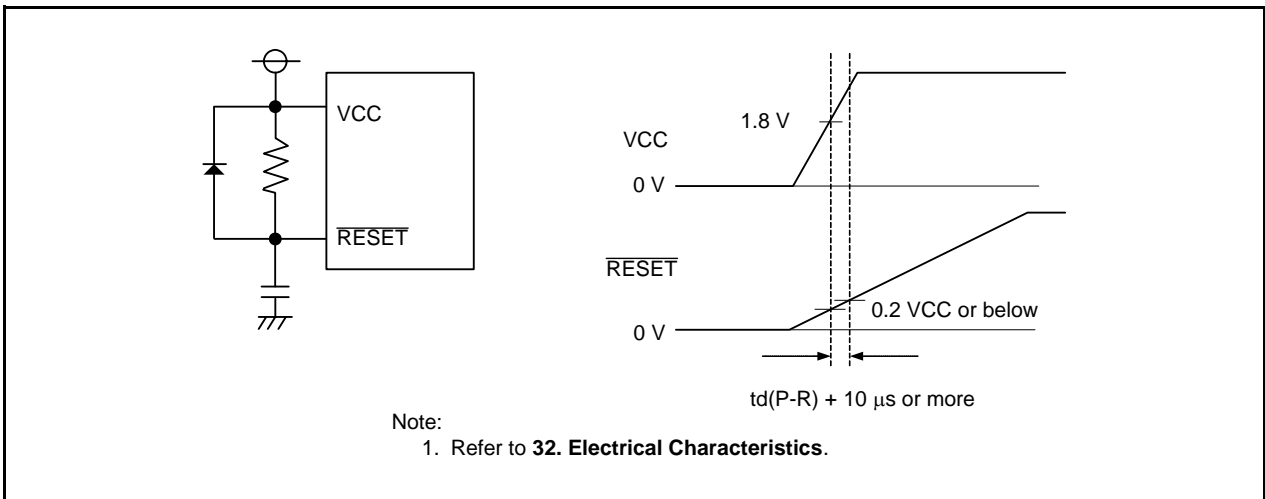 VCC
RESET
VCC
1.8 V
0 V
RESET
0.2 VCC or below
0 V
td(P-R) + 10 μs or more
Note:
1. Refer to 32. Electrical Characteristics.